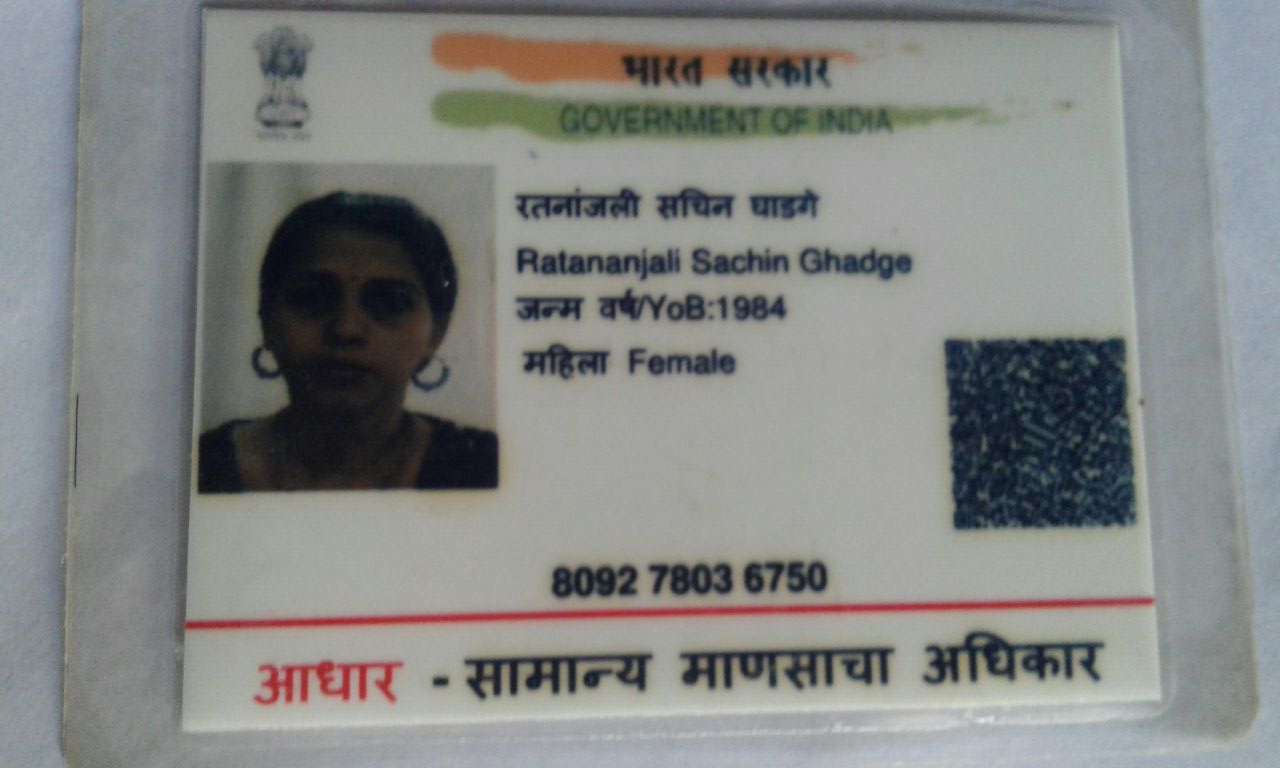 भारत सरकार
GOVERNMENT OF INDIA
रतनांजली सचिन घाडगे
Ratananjali Sachin Ghadge
जन्म वर्ष/YoB:1984
महिला Female
8092 7803 6750
आधार - सामान्य माणसाचा अधिकार